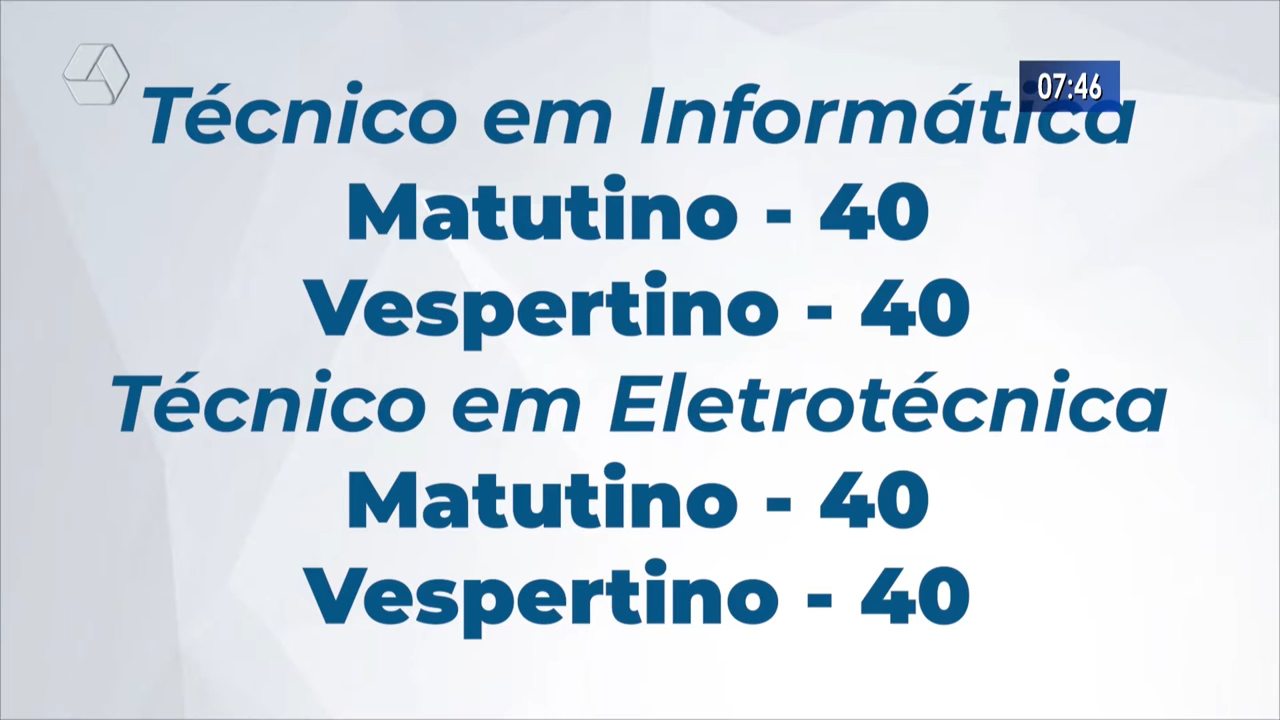 07:46
Técnico em Informática
Matutino - 40
Vespertino - 40
Técnico em Eletrotécnica
Matutino - 40
Vespertino - 40